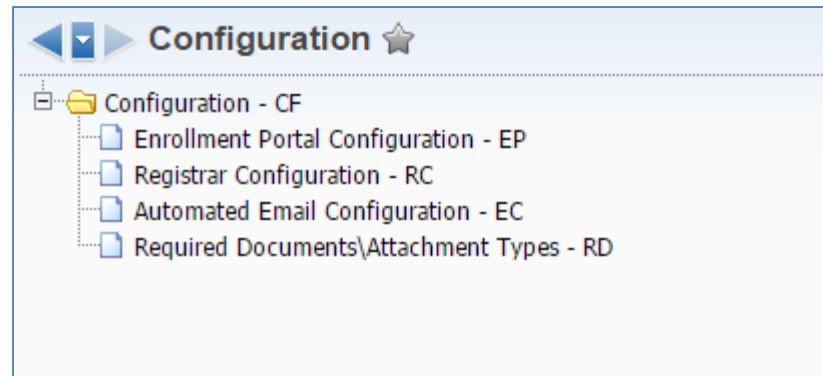 Configuration
Configuration - CF
Enrollment Portal Configuration - EP
Registrar Configuration - RC
Automated Email Configuration - EC
Required Documents\Attachment Types - RD